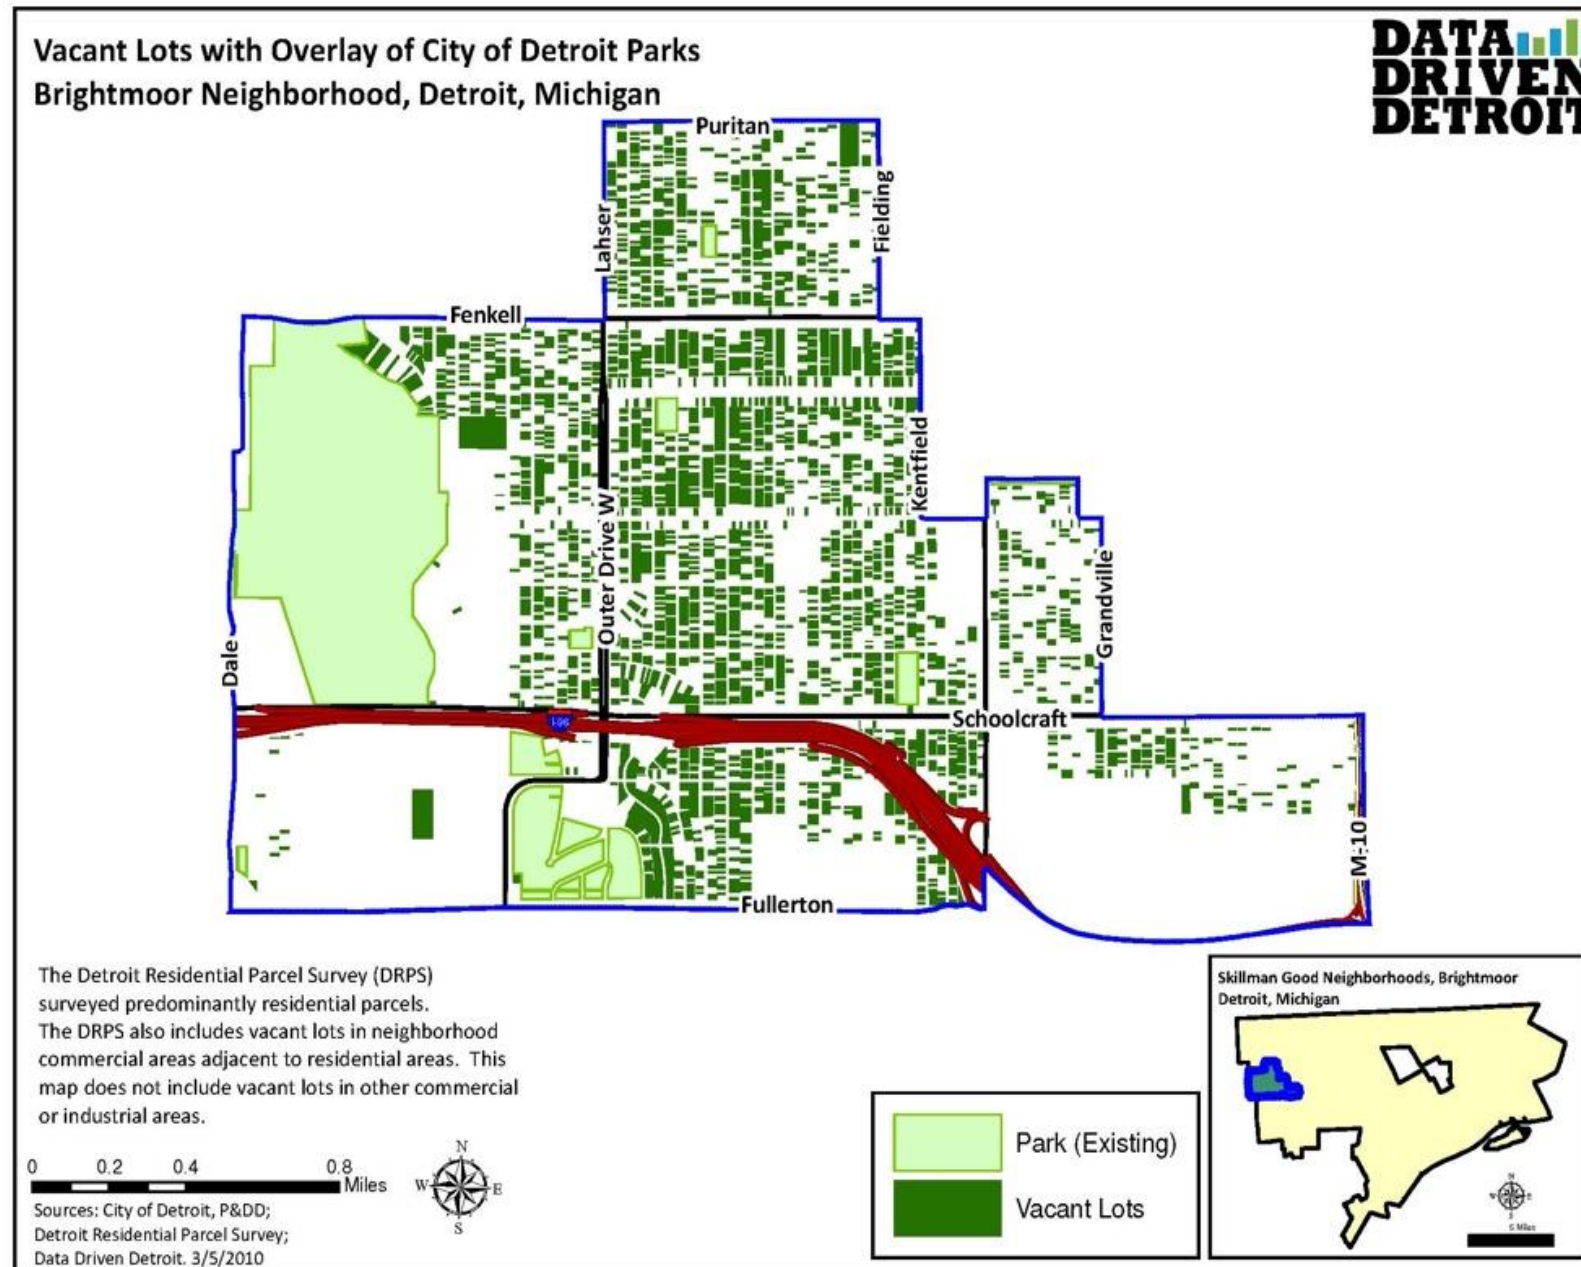 Vacant Lots with Overlay of City of Detroit Parks
Brightmoor Neighborhood, Detroit, Michigan
DATA
DRIVEN
DETROIT
Puritan
Lahser
Fielding
Fenkell
Kentfield
Outer Drive W
Grandville
Dale
I-96
Schoolcraft
M-10
Fullerton
The Detroit Residential Parcel Survey (DRPS)
surveyed predominantly residential parcels.
The DRPS also includes vacant lots in neighborhood
commercial areas adjacent to residential areas. This
map does not include vacant lots in other commercial
or industrial areas.
0 0.2 0.4 0.8
Miles
N
W E
S
Sources: City of Detroit, P&DD;
Detroit Residential Parcel Survey;
Data Driven Detroit. 3/5/2010
Park (Existing)
Vacant Lots
Skillman Good Neighborhoods, Brightmoor
Detroit, Michigan
N
W E
S